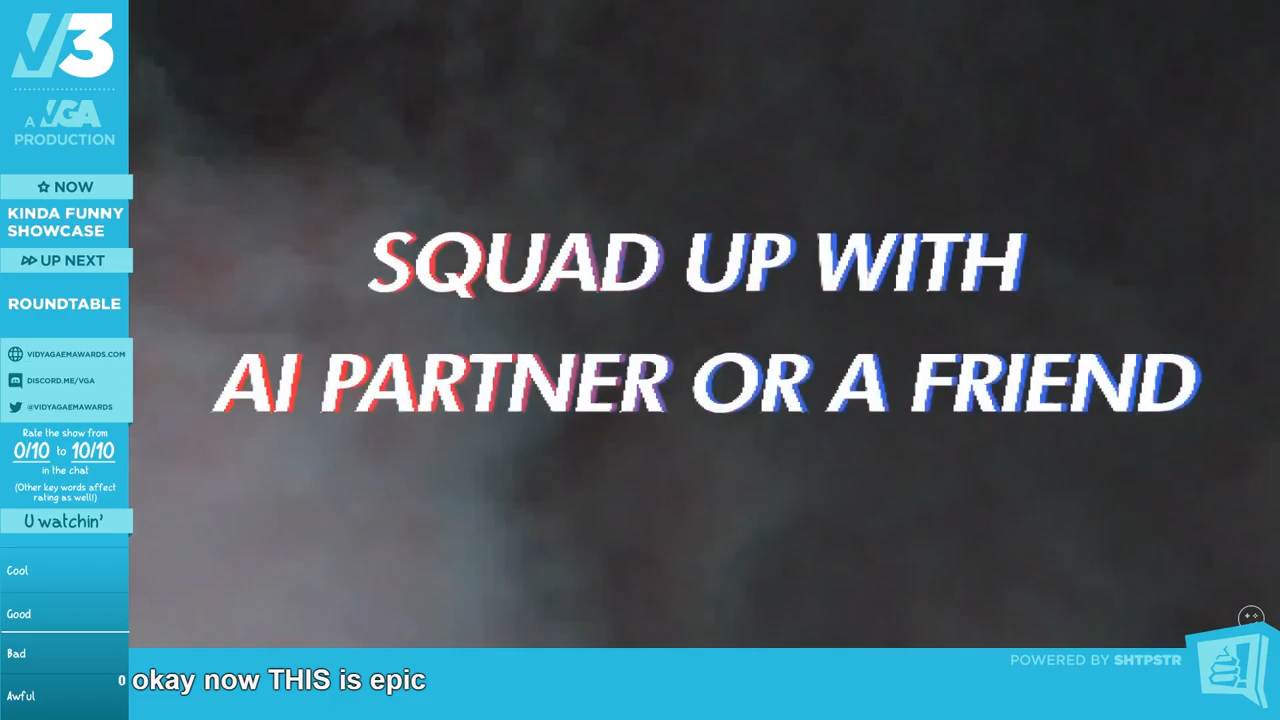 V3
A VGA
PRODUCTION
NOW
KINDA FUNNY
SHOWCASE
UP NEXT
ROUNDTABLE
VIDYAGAEMAWARDS.COM
DISCORD.ME/VGA
@VIDYAGAEMAWARDS
Rate the show from
0/10 to 10/10
in the chat
(Other key words affect
rating as well!)
U watchin'
Cool
Good
Bad
Awful
SQUAD UP WITH
AI PARTNER OR A FRIEND
0 okay now THIS is epic
POWERED BY SHTPSTR